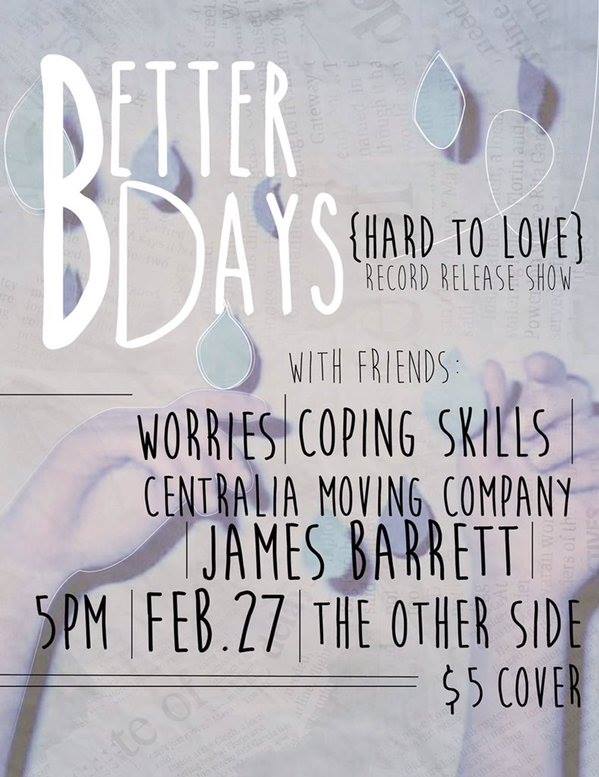 BETTER
DAYS
{HARD TO LOVE}
RECORD RELEASE SHOW
WITH FRIENDS:
WORRIES | COPING SKILLS |
CENTRALIA MOVING COMPANY
| JAMES BARRETT |
5PM | FEB.27 | THE OTHER SIDE
$5 COVER